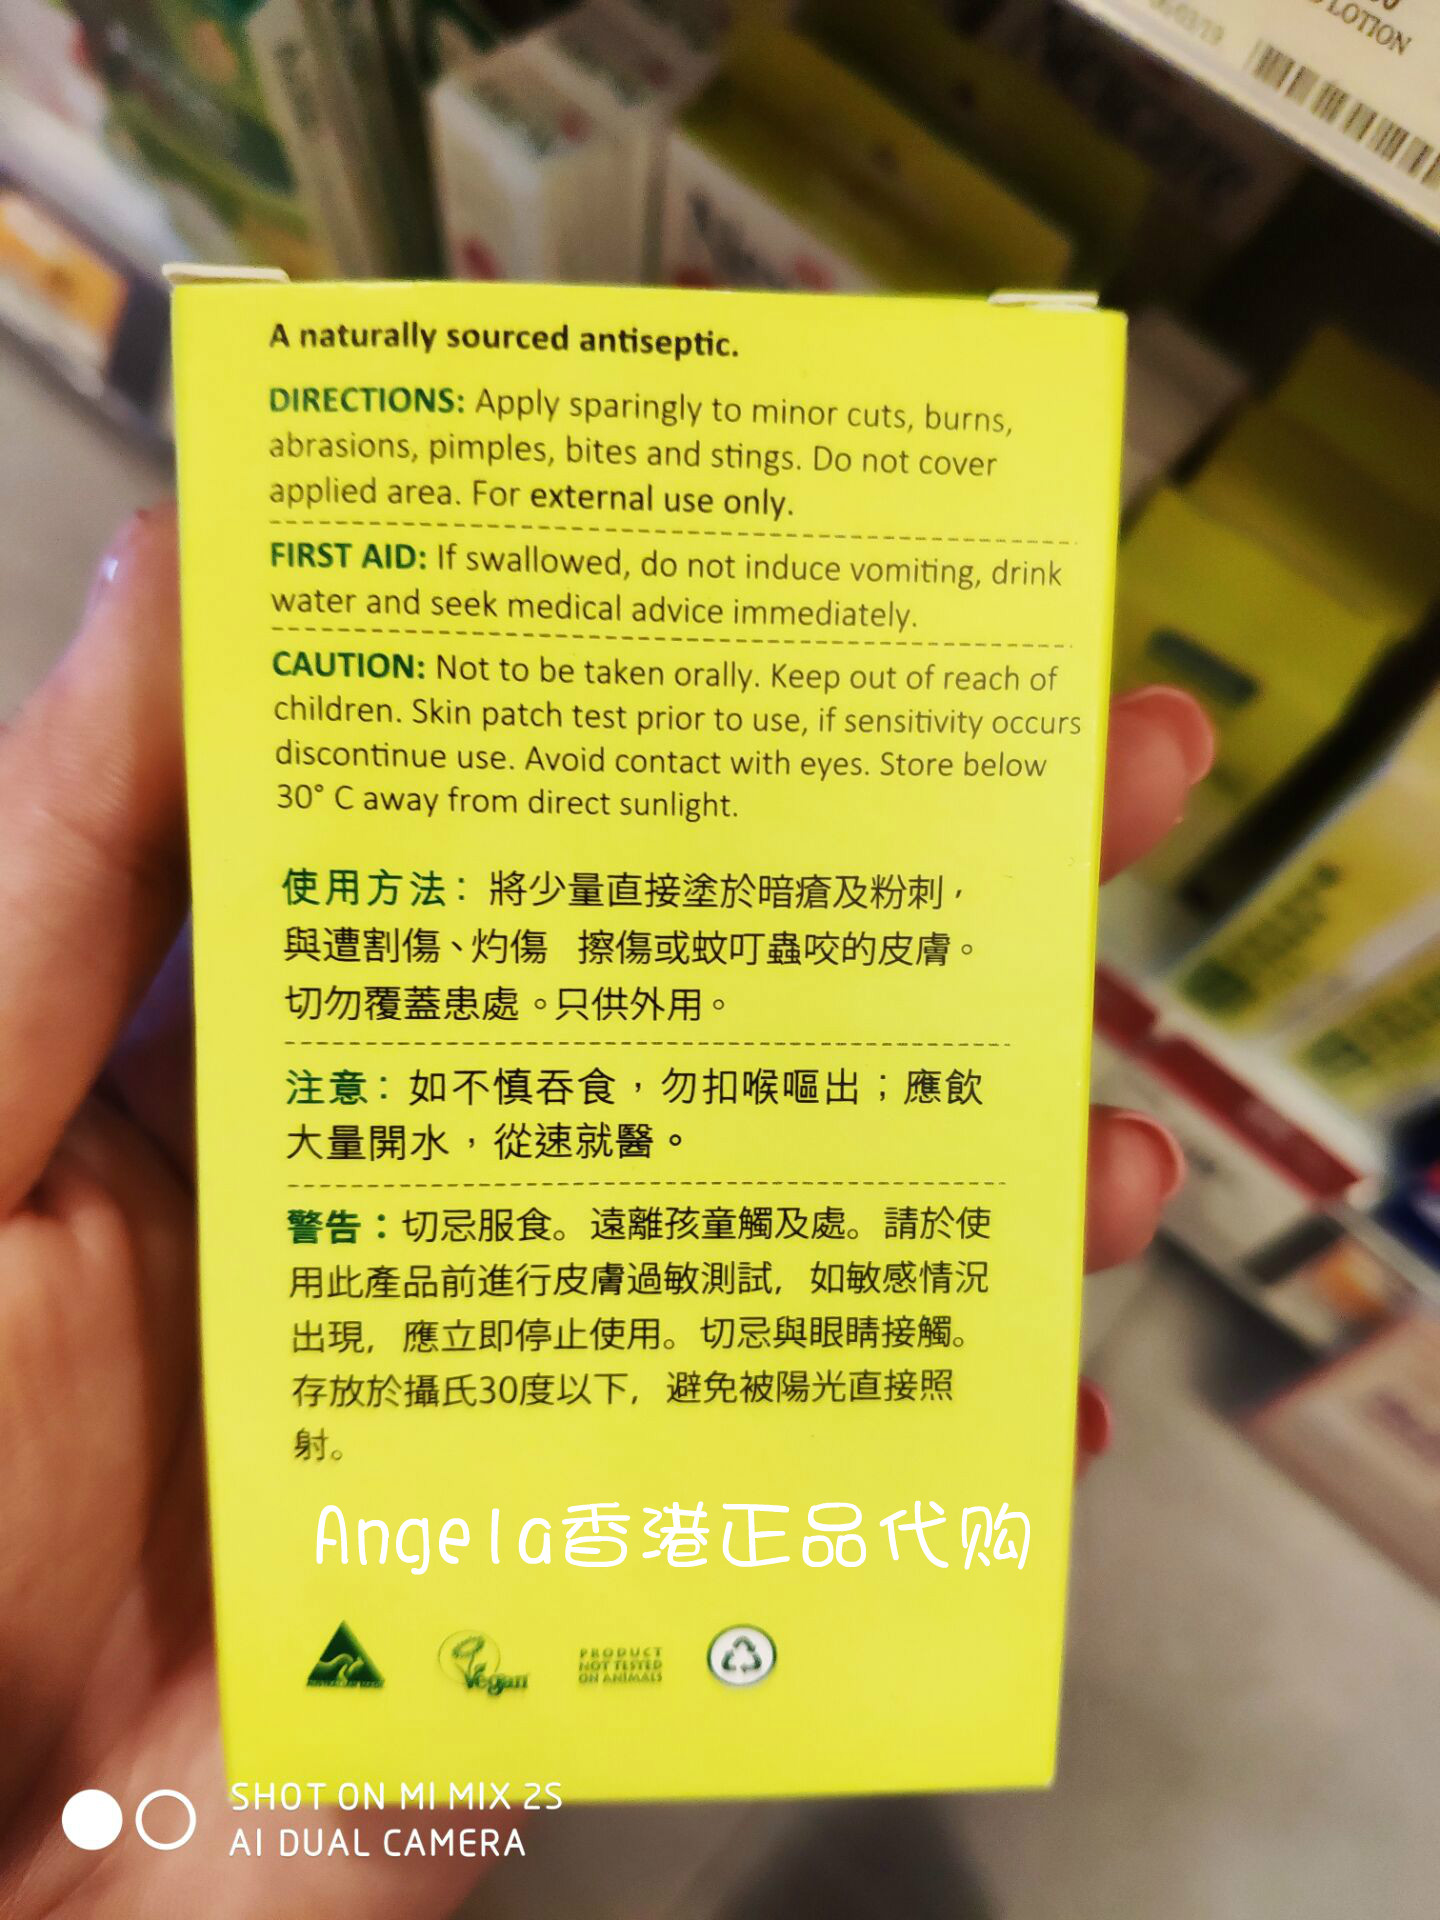 LOTION
A naturally sourced antiseptic.
DIRECTIONS: Apply sparingly to minor cuts, burns,
abrasions, pimples, bites and stings. Do not cover
applied area. For external use only.
FIRST AID: If swallowed, do not induce vomiting, drink
water and seek medical advice immediately.
CAUTION: Not to be taken orally. Keep out of reach of
children. Skin patch test prior to use, if sensitivity occurs
discontinue use. Avoid contact with eyes. Store below
30° C away from direct sunlight.
使用方法：將少量直接塗於暗瘡及粉刺，
與遭割傷、灼傷 擦傷或蚊叮蟲咬的皮膚。
切勿覆蓋患處。只供外用。
注意：如不慎吞食，勿扣喉嘔出；應飲
大量開水，從速就醫。
警告：切忌服食。遠離孩童觸及處。請於使
用此產品前進行皮膚過敏測試，如敏感情況
出現，應立即停止使用。切忌與眼睛接觸。
存放於攝氏30度以下，避免被陽光直接照
射。
Angela香港正品代购
Vegan
PRODUCT
NOT TESTED
ON ANIMALS
SHOT ON MI MIX 2S
AI DUAL CAMERA